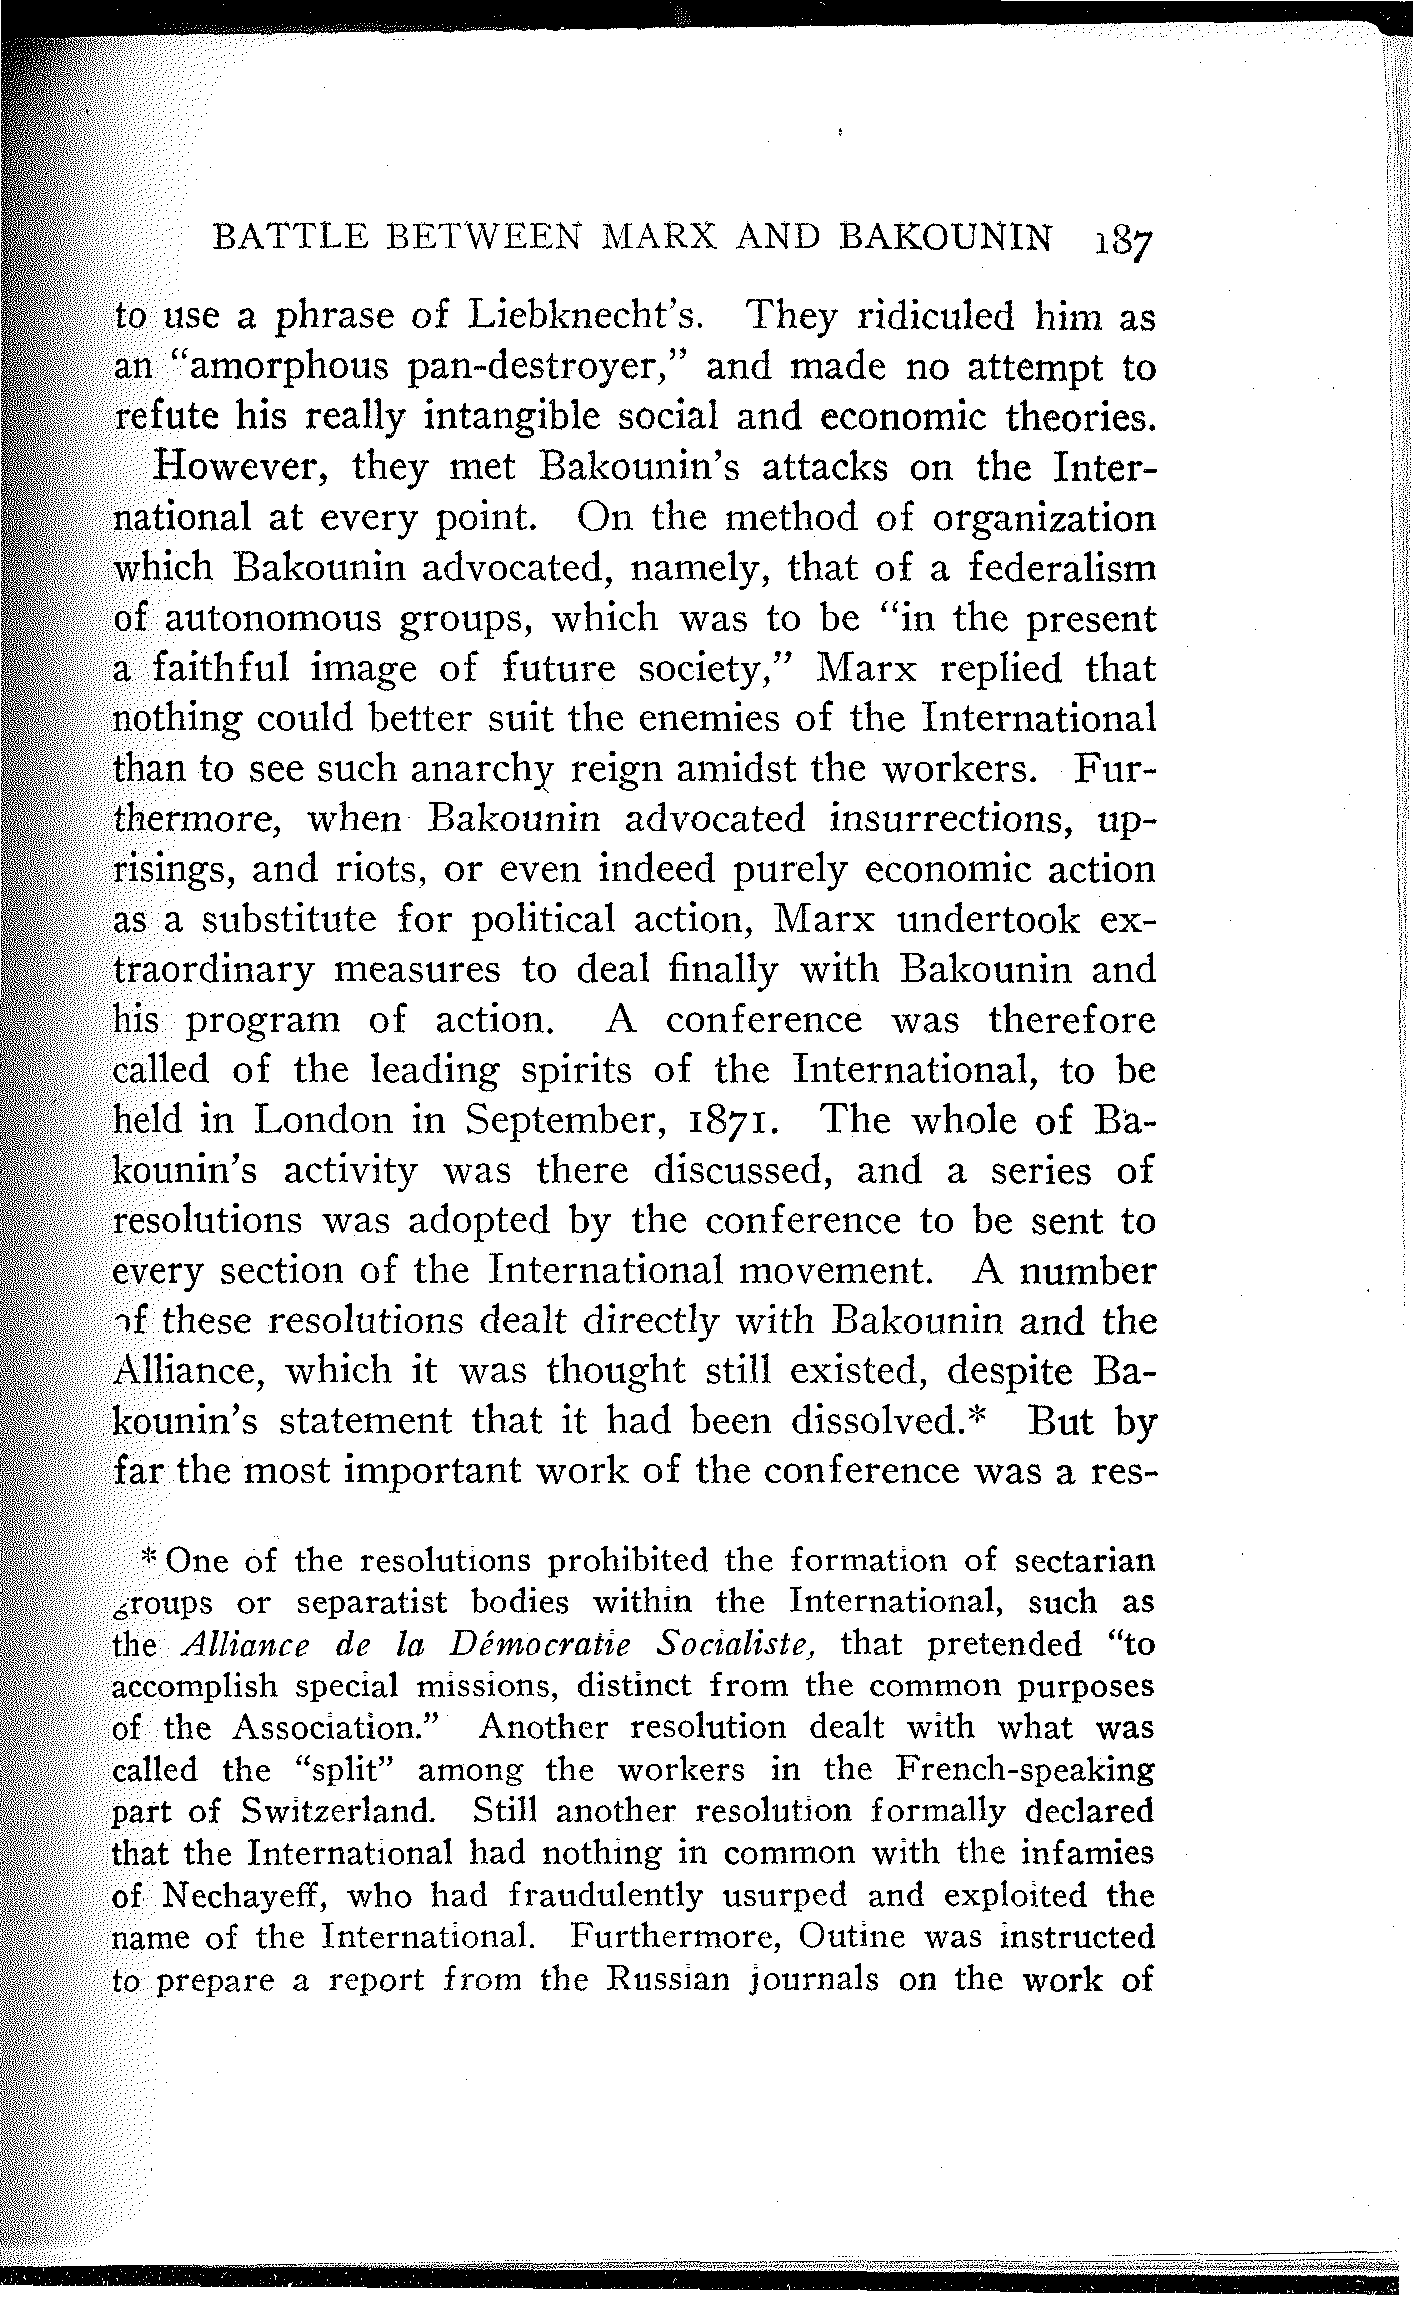 BATTLE BETWEEN MARX AND BAKOUNIN 187
to use a phrase of Liebknecht's. They ridiculed him as
an "amorphous pan-destroyer," and made no attempt to
refute his really intangible social and economic theories.
However, they met Bakounin's attacks on the Inter-
national at every point. On the method of organization
which Bakounin advocated, namely, that of a federalism
of autonomous groups, which was to be "in the present
a faithful image of future society," Marx replied that
nothing could better suit the enemies of the International
than to see such anarchy reign amidst the workers. Fur-
thermore, when Bakounin advocated insurrections, up-
risings, and riots, or even indeed purely economic action
as a substitute for political action, Marx undertook ex-
traordinary measures to deal finally with Bakounin and
his program of action. A conference was therefore
called of the leading spirits of the International, to be
held in London in September, 1871. The whole of Ba-
kounin's activity was there discussed, and a series of
resolutions was adopted by the conference to be sent to
every section of the International movement. A number
of these resolutions dealt directly with Bakounin and the
Alliance, which it was thought still existed, despite Ba-
kounin's statement that it had been dissolved.* But by
far the most important work of the conference was a res-
* One of the resolutions prohibited the formation of sectarian
groups or separatist bodies within the International, such as
the Alliance de la Démocratie Socialiste, that pretended "to
accomplish special missions, distinct from the common purposes
of the Association." Another resolution dealt with what was
called the "split" among the workers in the French-speaking
part of Switzerland. Still another resolution formally declared
that the International had nothing in common with the infamies
of Nechayeff, who had fraudulently usurped and exploited the
name of the International. Furthermore, Outine was instructed
to prepare a report from the Russian journals on the work of